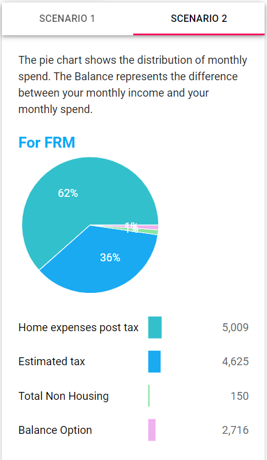 SCENARIO 1
SCENARIO 2
The pie chart shows the distribution of monthly
spend. The Balance represents the difference
between your monthly income and your
monthly spend.
For FRM
62%
36%
Home expenses post tax 5,009
Estimated tax 4,625
Total Non Housing 150
Balance Option 2,716